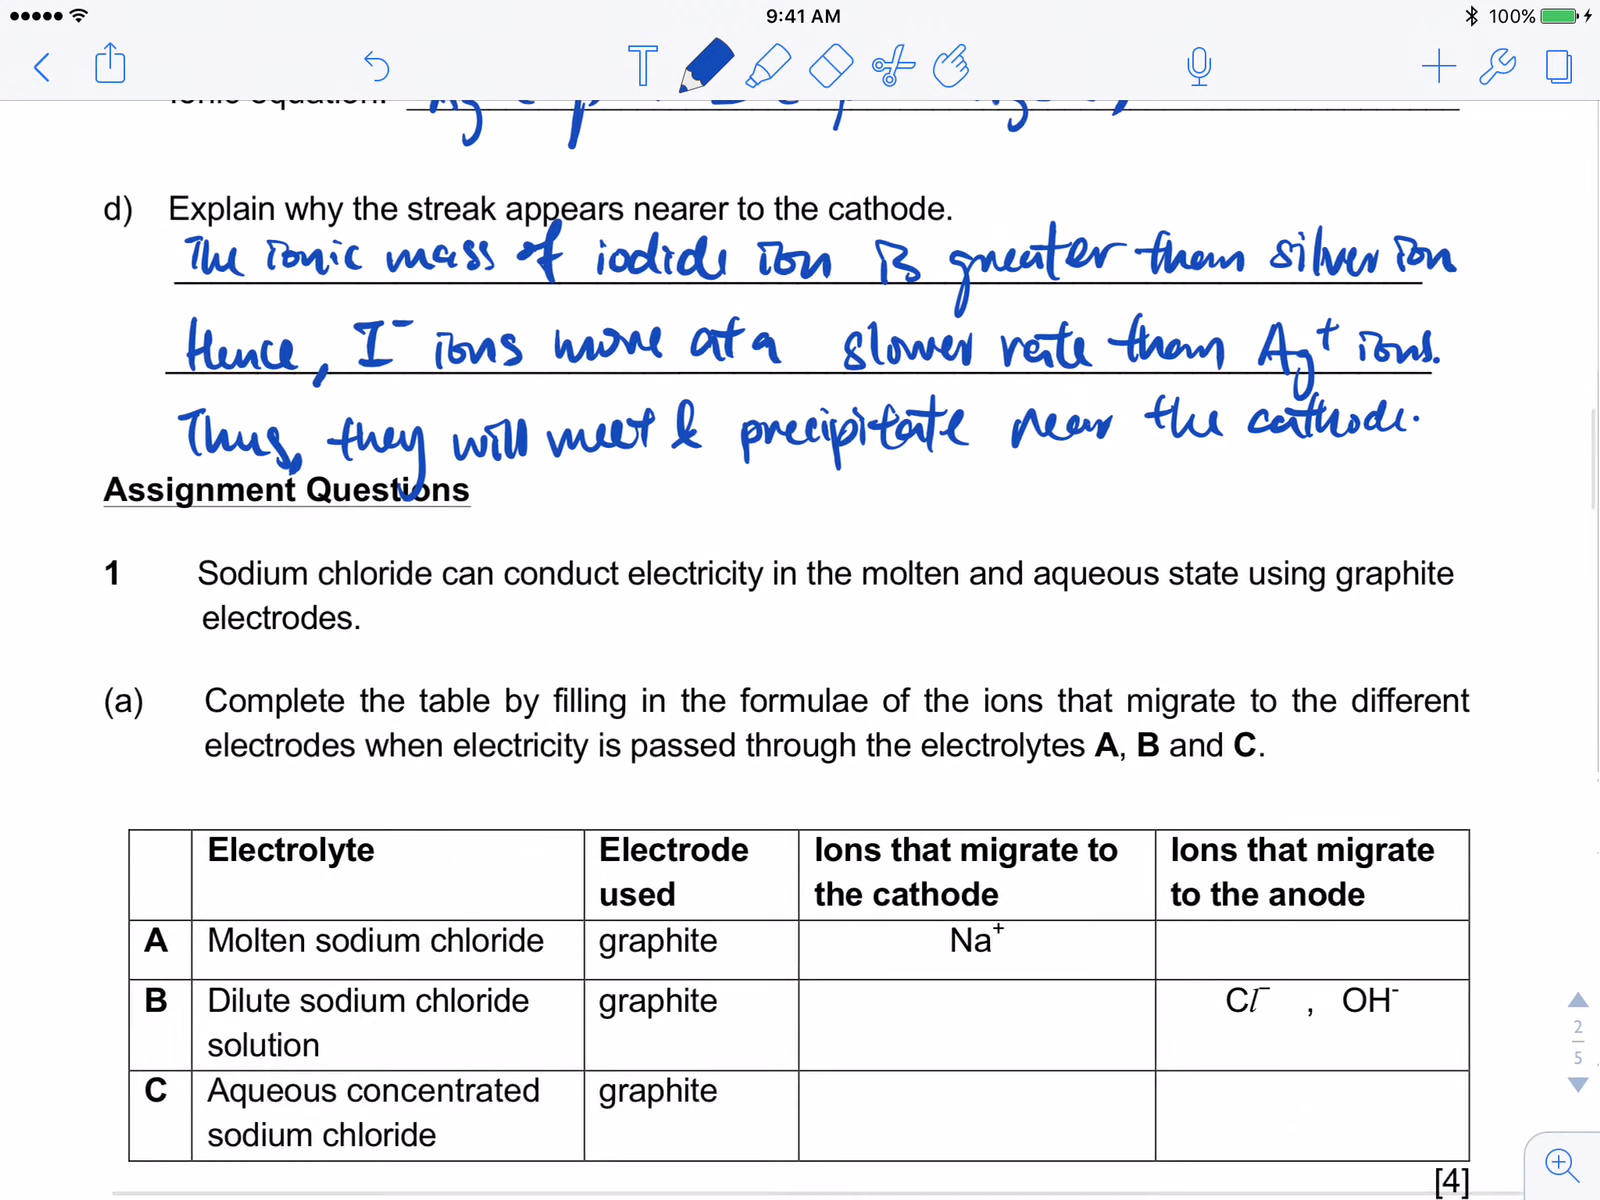 9:41 AM
100%
T
Ionic equation:
d) Explain why the streak appears nearer to the cathode.
The ionic mass of iodide ion is greater than silver ion
Hence, I⁻ ions move at a slower rate than Ag⁺ ions.
Thus, they will meet & precipitate near the cathode.
Assignment Questions
1 Sodium chloride can conduct electricity in the molten and aqueous state using graphite
electrodes.
(a) Complete the table by filling in the formulae of the ions that migrate to the different
electrodes when electricity is passed through the electrolytes A, B and C.
Electrolyte Electrode used Ions that migrate to the cathode Ions that migrate to the anode
A Molten sodium chloride graphite Na⁺
B Dilute sodium chloride solution graphite Cl⁻ , OH⁻
C Aqueous concentrated sodium chloride graphite
[4]
2
5